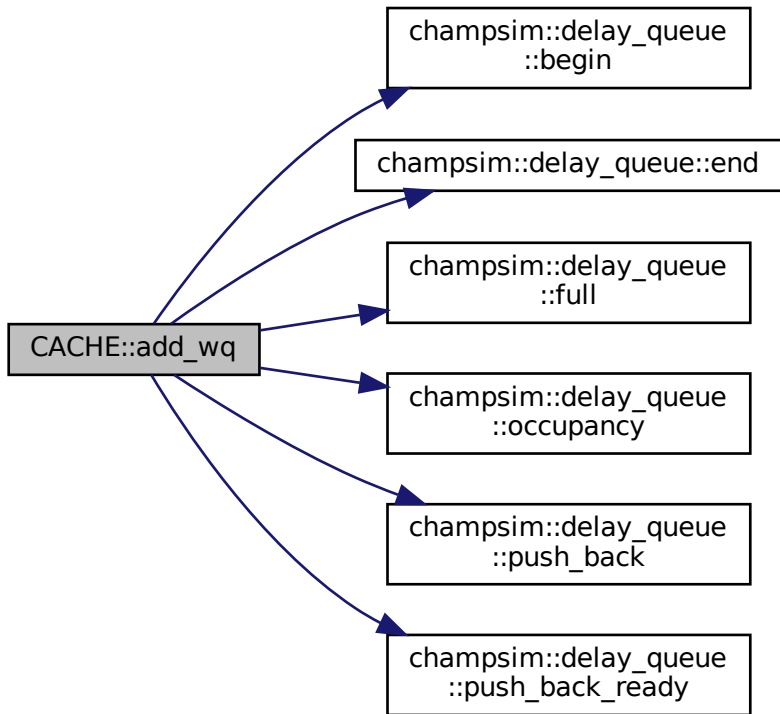 champsim::delay_queue
::begin
champsim::delay_queue::end
champsim::delay_queue
::full
CACHE::add_wq
champsim::delay_queue
::occupancy
champsim::delay_queue
::push_back
champsim::delay_queue
::push_back_ready